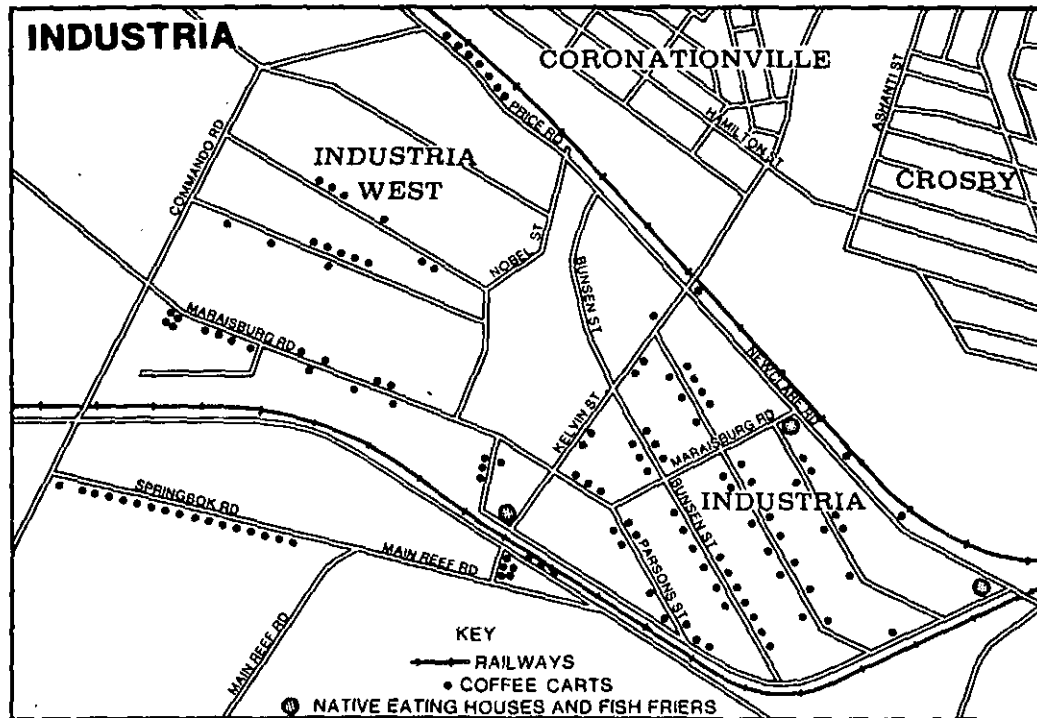 INDUSTRIA
CORONATIONVILLE
PRICE RD
HAMILTON ST
ASHANTI ST
COMMANDO RD
INDUSTRIA
WEST
CROSBY
NOBEL ST
BUNSEN ST
MARAISBURG RD
NEWCLARE RD
KELVIN ST
MARAISBURG RD
SPRINGBOK RD
BUNSEN ST
INDUSTRIA
MAIN REEF RD
PARSONS ST
MAIN REEF RD
KEY
RAILWAYS
COFFEE CARTS
NATIVE EATING HOUSES AND FISH FRIERS